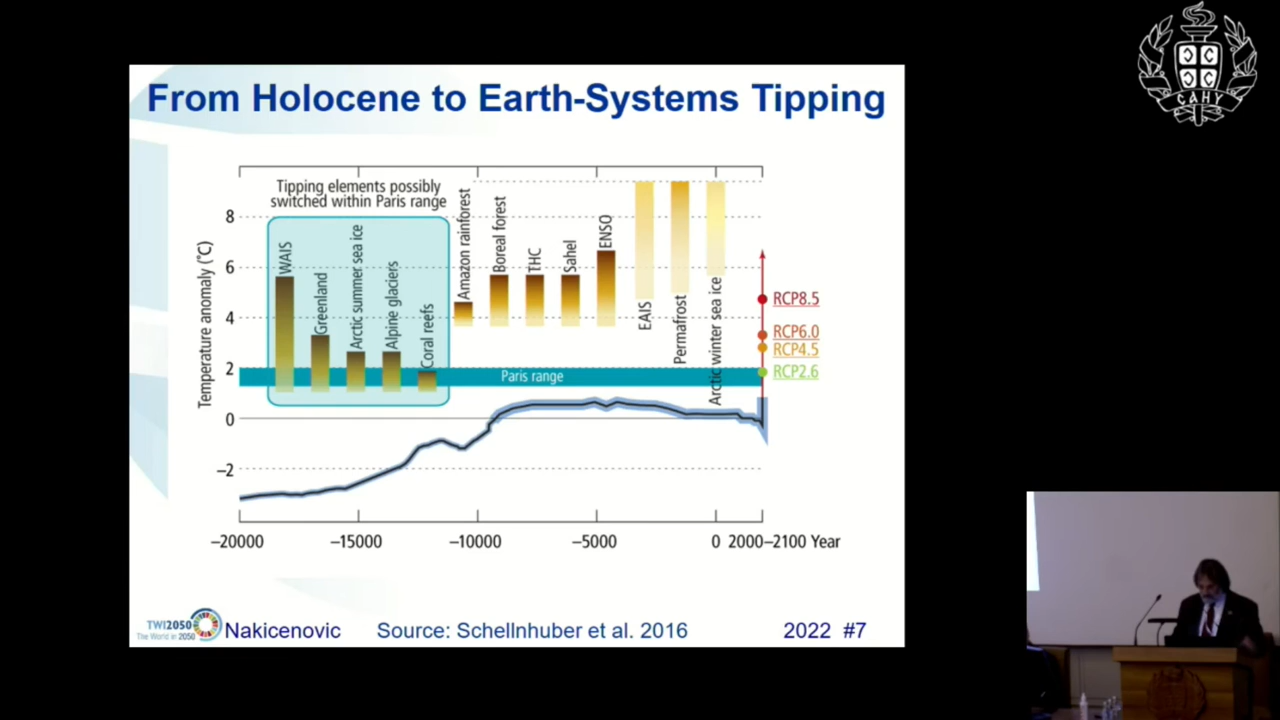 From Holocene to Earth-Systems Tipping
Tipping elements possibly
switched within Paris range
Temperature anomaly (°C)
8
6
4
2
0
−2
WAIS
Greenland
Arctic summer sea ice
Alpine glaciers
Coral reefs
Amazon rainforest
Boreal forest
THC
Sahel
ENSO
EAIS
Permafrost
Arctic winter sea ice
Paris range
RCP8.5
RCP6.0
RCP4.5
RCP2.6
−20000 −15000 −10000 −5000 0 2000−2100 Year
TWI2050
The World in 2050
Nakicenovic Source: Schellnhuber et al. 2016 2022 #7
САНУ